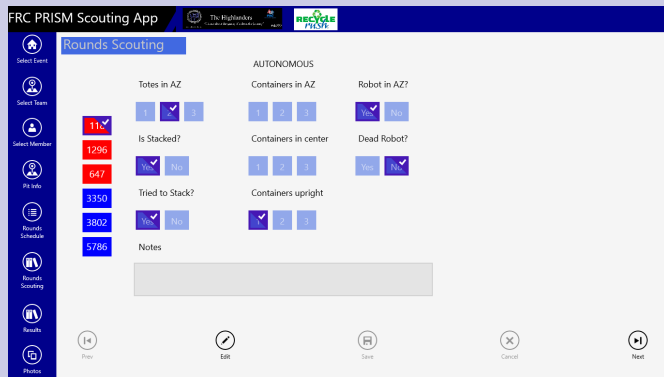 FRC PRISM Scouting App
The Highlanders
RECYCLE
RUSH
Rounds Scouting
Select Event
Select Team
Select Member
Pit Info
Rounds
Schedule
Rounds
Scouting
Results
Photos
118
1296
647
3350
3802
5786
AUTONOMOUS
Totes in AZ Containers in AZ Robot in AZ?
1 2 3 1 2 3 Yes No
Is Stacked? Containers in center Dead Robot?
Yes No 1 2 3 Yes No
Tried to Stack? Containers upright
Yes No 1 2 3
Notes
Prev Edit Save Cancel Next